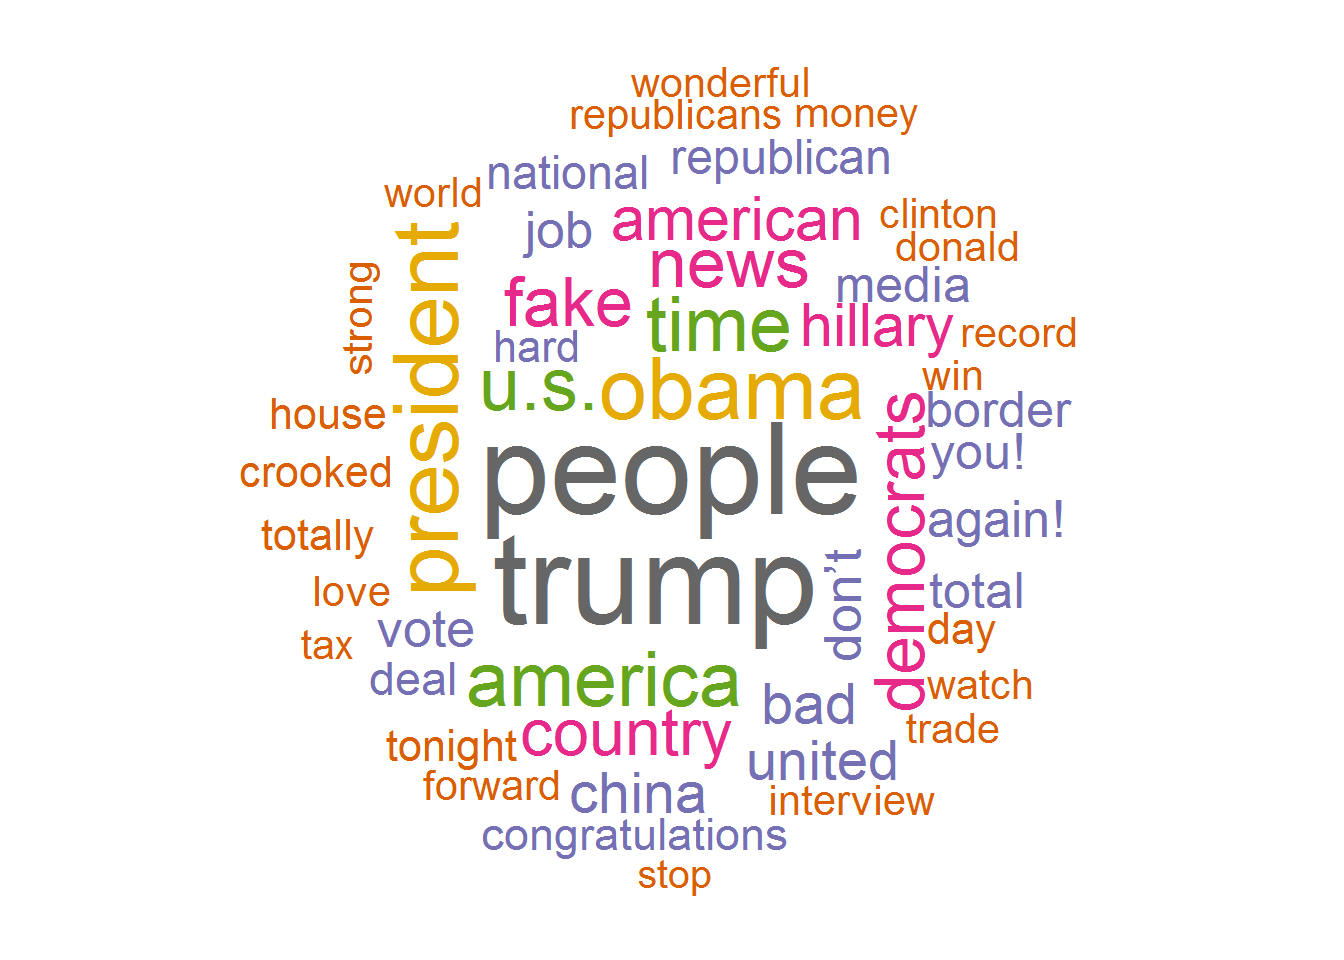 wonderful
republicans money
national republican
world
job american clinton
president
news donald
strong
fake media
time hillary record
hard
u.s. obama win
house
democrats
border
people you!
crooked
again!
totally
trump
don't
love total
tax vote day
deal america bad watch
tonight country trade
united
forward china interview
congratulations
stop